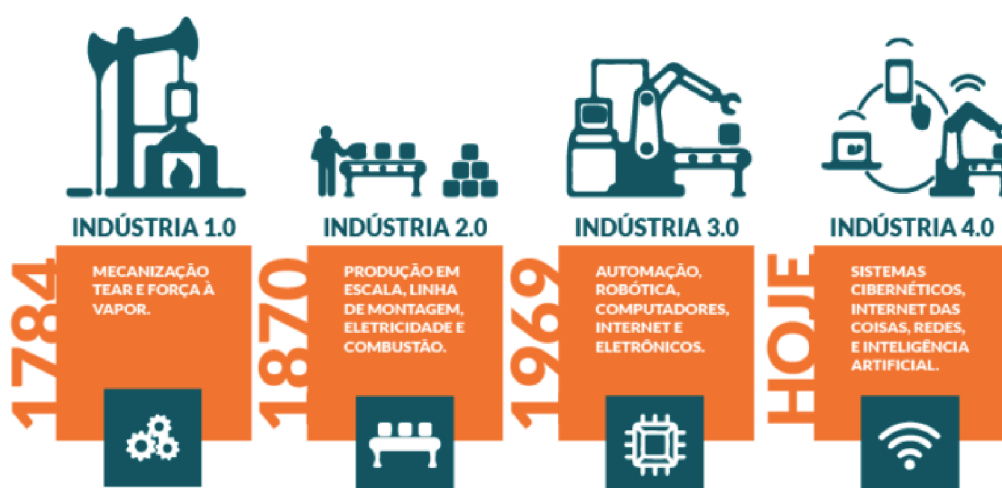 INDÚSTRIA 1.0
1784
MECANIZAÇÃO
TEAR E FORÇA À
VAPOR.
INDÚSTRIA 2.0
1870
PRODUÇÃO EM
ESCALA, LINHA
DE MONTAGEM,
ELETRICIDADE E
COMBUSTÃO.
INDÚSTRIA 3.0
1969
AUTOMAÇÃO,
ROBÓTICA,
COMPUTADORES,
INTERNET E
ELETRÔNICOS.
INDÚSTRIA 4.0
HOJE
SISTEMAS
CIBERNÉTICOS,
INTERNET DAS
COISAS, REDES,
E INTELIGÊNCIA
ARTIFICIAL.